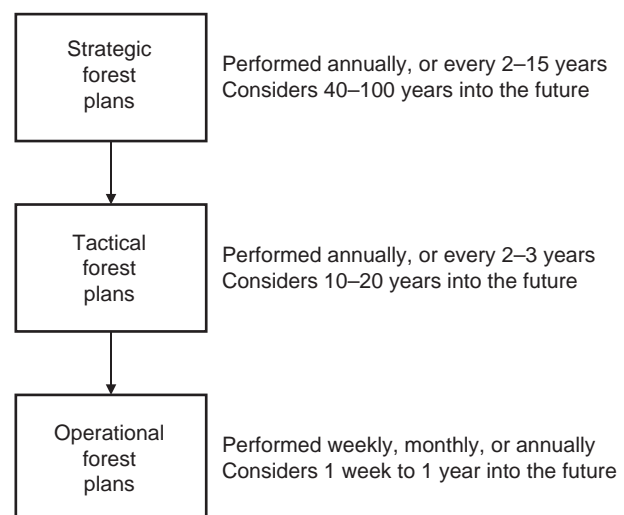 Strategic
forest
plans
Performed annually, or every 2–15 years
Considers 40–100 years into the future
Tactical
forest
plans
Performed annually, or every 2–3 years
Considers 10–20 years into the future
Operational
forest
plans
Performed weekly, monthly, or annually
Considers 1 week to 1 year into the future